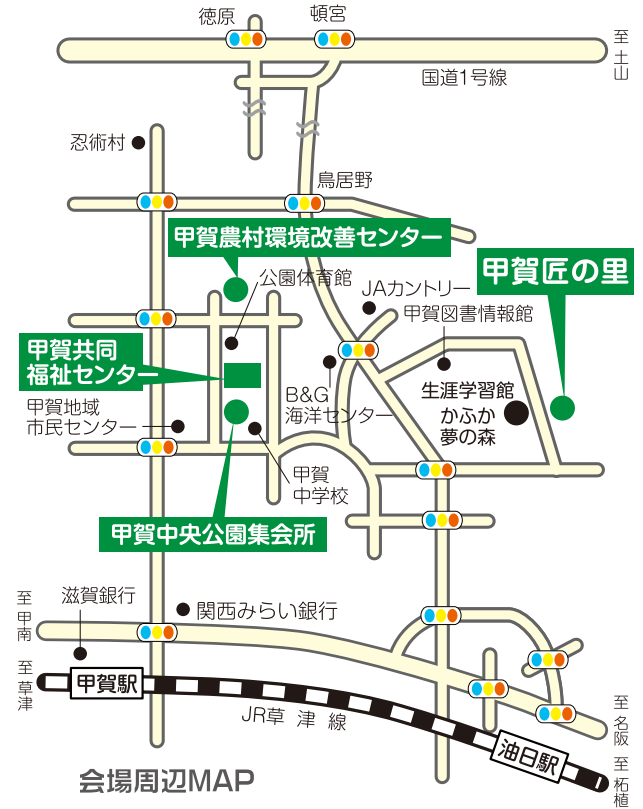 徳原
頓宮
至土山
国道1号線
忍術村
鳥居野
甲賀農村環境改善センター
甲賀匠の里
公園体育館
JAカントリー
甲賀図書情報館
甲賀共同
福祉センター
B&G
海洋センター
生涯学習館
かふか
夢の森
甲賀地域
市民センター
甲賀
中学校
甲賀中央公園集会所
至甲南
滋賀銀行
関西みらい銀行
至草津
甲賀駅
JR草津線
至名阪
油日駅
至柘植
会場周辺MAP